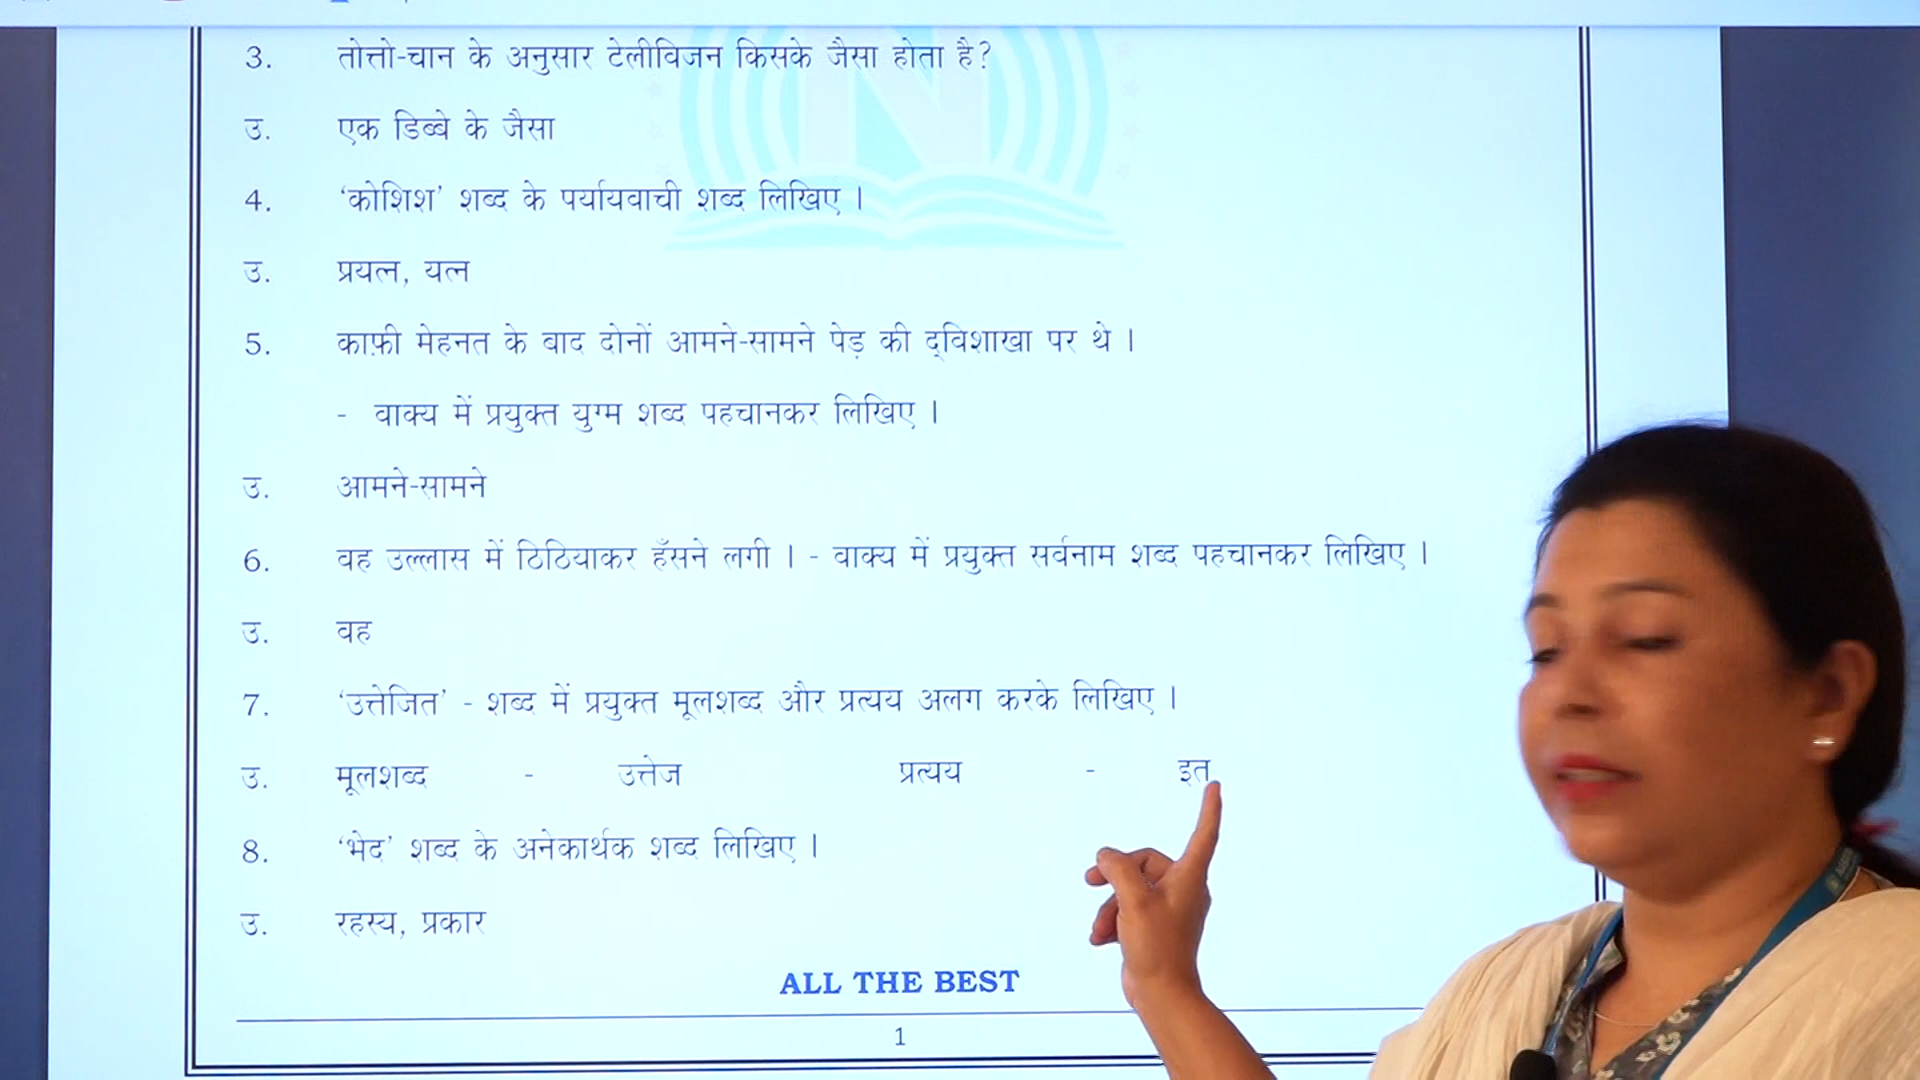 3. तोत्तो-चान के अनुसार टेलीविजन किसके जैसा होता है?
उ. एक डिब्बे के जैसा
4. 'कोशिश' शब्द के पर्यायवाची शब्द लिखिए ।
उ. प्रयत्न, यत्न
5. काफ़ी मेहनत के बाद दोनों आमने-सामने पेड़ की द्‌विशाखा पर थे ।
- वाक्य में प्रयुक्त युग्म शब्द पहचानकर लिखिए ।
उ. आमने-सामने
6. वह उल्लास में ठिठियाकर हँसने लगी । - वाक्य में प्रयुक्त सर्वनाम शब्द पहचानकर लिखिए ।
उ. वह
7. 'उत्तेजित' - शब्द में प्रयुक्त मूलशब्द और प्रत्यय अलग करके लिखिए ।
उ. मूलशब्द - उत्तेज प्रत्यय - इत
8. 'भेद' शब्द के अनेकार्थक शब्द लिखिए ।
उ. रहस्य, प्रकार
ALL THE BEST
1